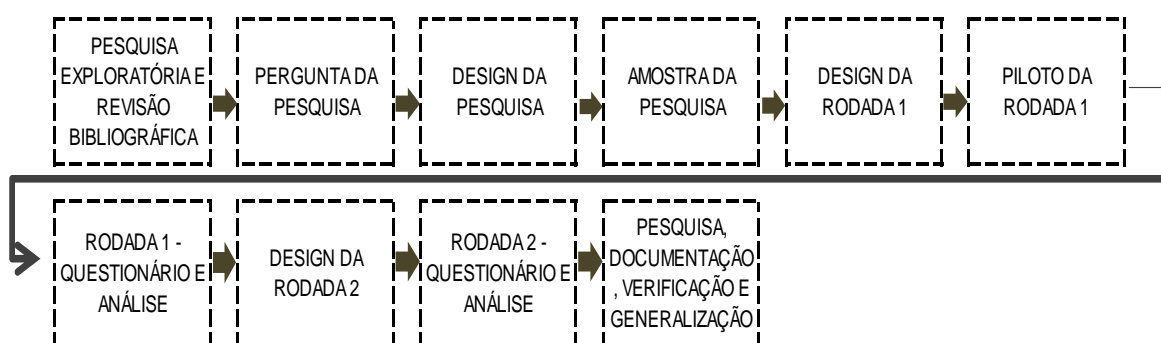 PESQUISA
EXPLORATÓRIA E
REVISÃO
BIBLIOGRÁFICA
PERGUNTA DA
PESQUISA
DESIGN DA
PESQUISA
AMOSTRA DA
PESQUISA
DESIGN DA
RODADA 1
PILOTO DA
RODADA 1
RODADA 1 -
QUESTIONÁRIO E
ANÁLISE
DESIGN DA
RODADA 2
RODADA 2 -
QUESTIONÁRIO E
ANÁLISE
PESQUISA,
DOCUMENTAÇÃO
, VERIFICAÇÃO E
GENERALIZAÇÃO